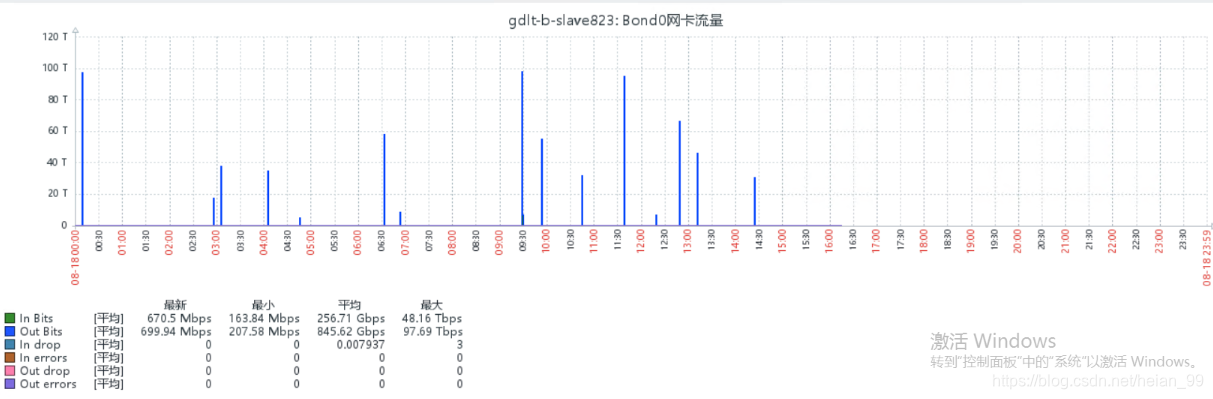 gdlt-b-slave823: Bond0网卡流量
120 T
100 T
80 T
60 T
40 T
20 T
0
08-18 00:00 00:30 01:00 01:30 02:00 02:30 03:00 03:30 04:00 04:30 05:00 05:30 06:00 06:30 07:00 07:30 08:00 08:30 09:00 09:30 10:00 10:30 11:00 11:30 12:00 12:30 13:00 13:30 14:00 14:30 15:00 15:30 16:00 16:30 17:00 17:30 18:00 18:30 19:00 19:30 20:00 20:30 21:00 21:30 22:00 22:30 23:00 23:30 08-18 23:59
最新 最小 平均 最大
In Bits [平均] 670.5 Mbps 163.84 Mbps 256.71 Gbps 48.16 Tbps
Out Bits [平均] 699.94 Mbps 207.58 Mbps 845.62 Gbps 97.69 Tbps
In drop [平均] 0 0 0.007937 3
In errors [平均] 0 0 0 0
Out drop [平均] 0 0 0 0
Out errors [平均] 0 0 0 0
激活 Windows
转到"控制面板"中的"系统"以激活 Windows。
https://blog.csdn.net/heian_99